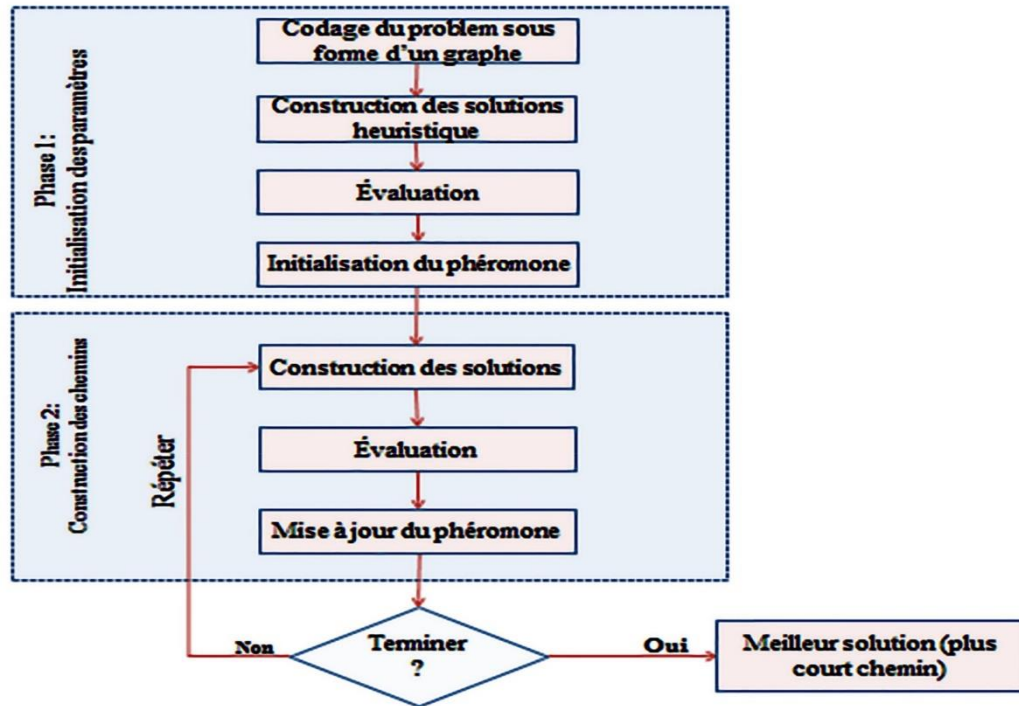 Codage du problem sous
forme d'un graphe
Construction des solutions
heuristique
Évaluation
Initialisation du phéromone
Phase 1:
Initialisation des paramètres
Construction des solutions
Évaluation
Mise à jour du phéromone
Phase 2:
Construction des chemins
Répéter
Terminer
?
Non
Oui
Meilleur solution (plus
court chemin)